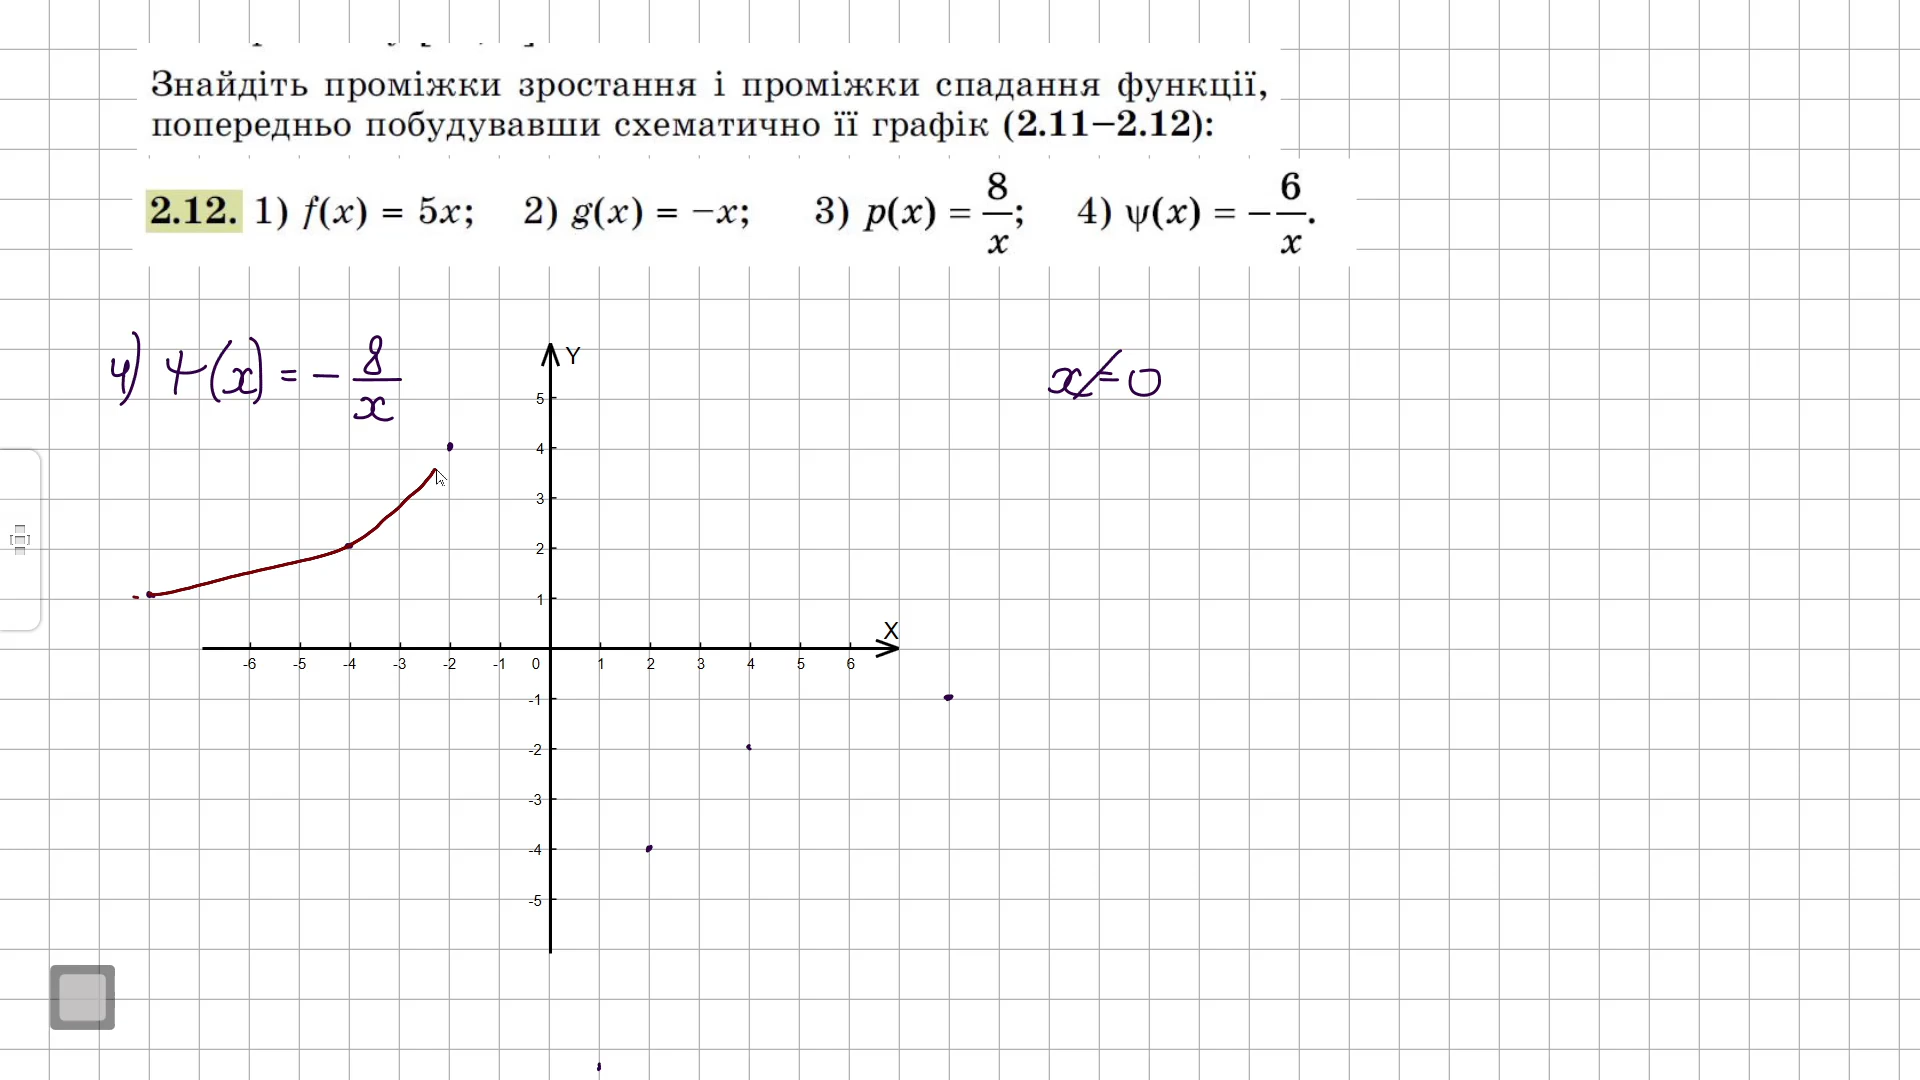 Знайдіть проміжки зростання і проміжки спадання функції,
попередньо побудувавши схематично її графік (2.11–2.12):
2.12. 1) f(x) = 5x; 2) g(x) = −x; 3) p(x) = 8/x; 4) ψ(x) = −6/x.
4) ψ(x) = − 8/x
x ≠ 0
Y
5
4
3
2
1
X
-6 -5 -4 -3 -2 -1 0 1 2 3 4 5 6
-1
-2
-3
-4
-5